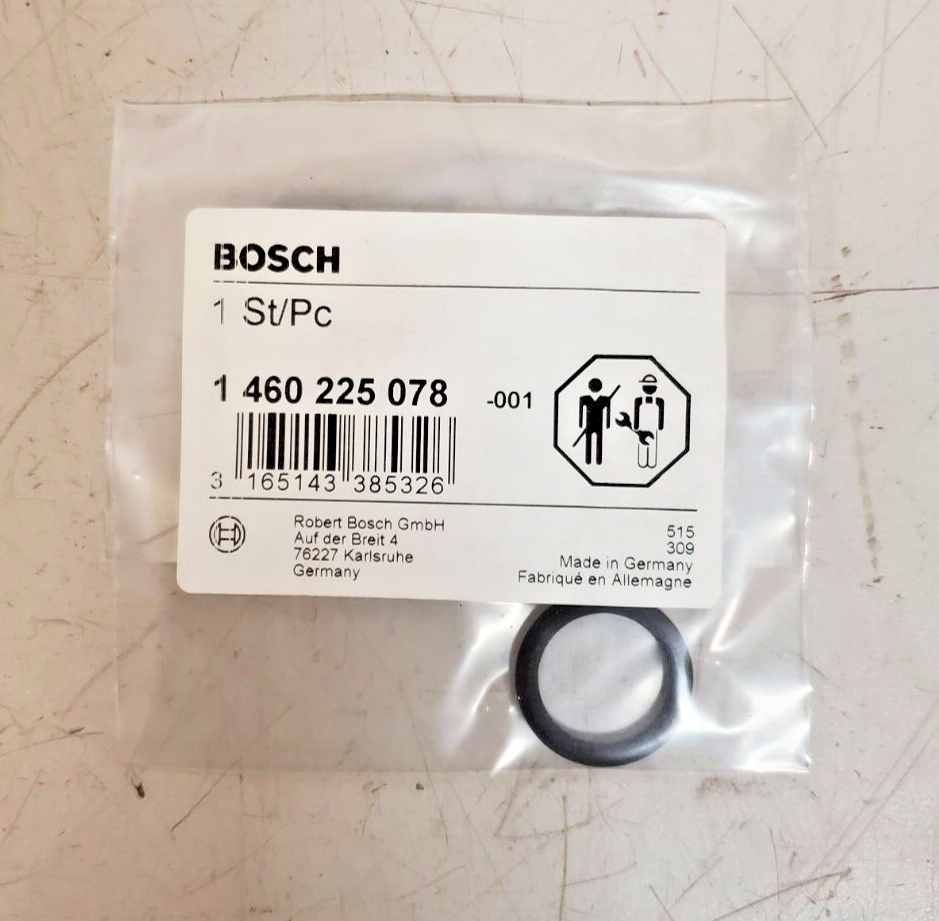 BOSCH
1 St/Pc
1 460 225 078 -001
3 165143 385326
Robert Bosch GmbH
Auf der Breit 4
76227 Karlsruhe
Germany
515
309
Made in Germany
Fabriqué en Allemagne